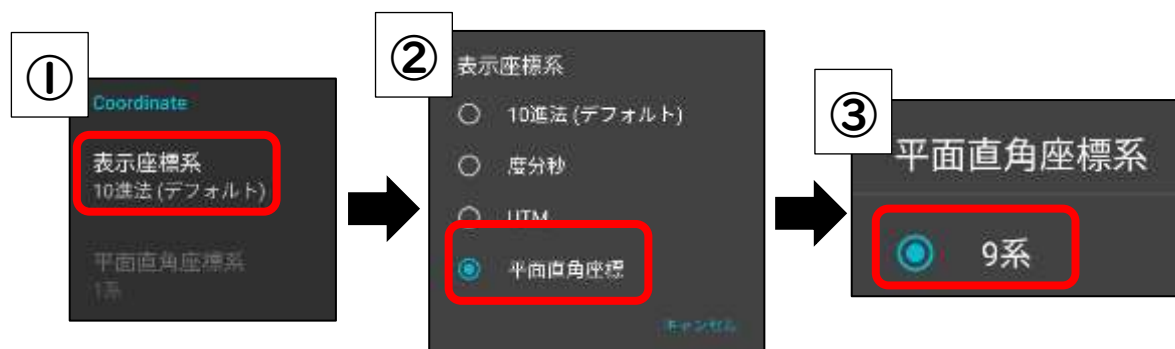 ①
Coordinate
表示座標系
10進法 (デフォルト)
平面直角座標系
1系
②
表示座標系
10進法 (デフォルト)
度分秒
UTM
平面直角座標
キャンセル
③
平面直角座標系
9系